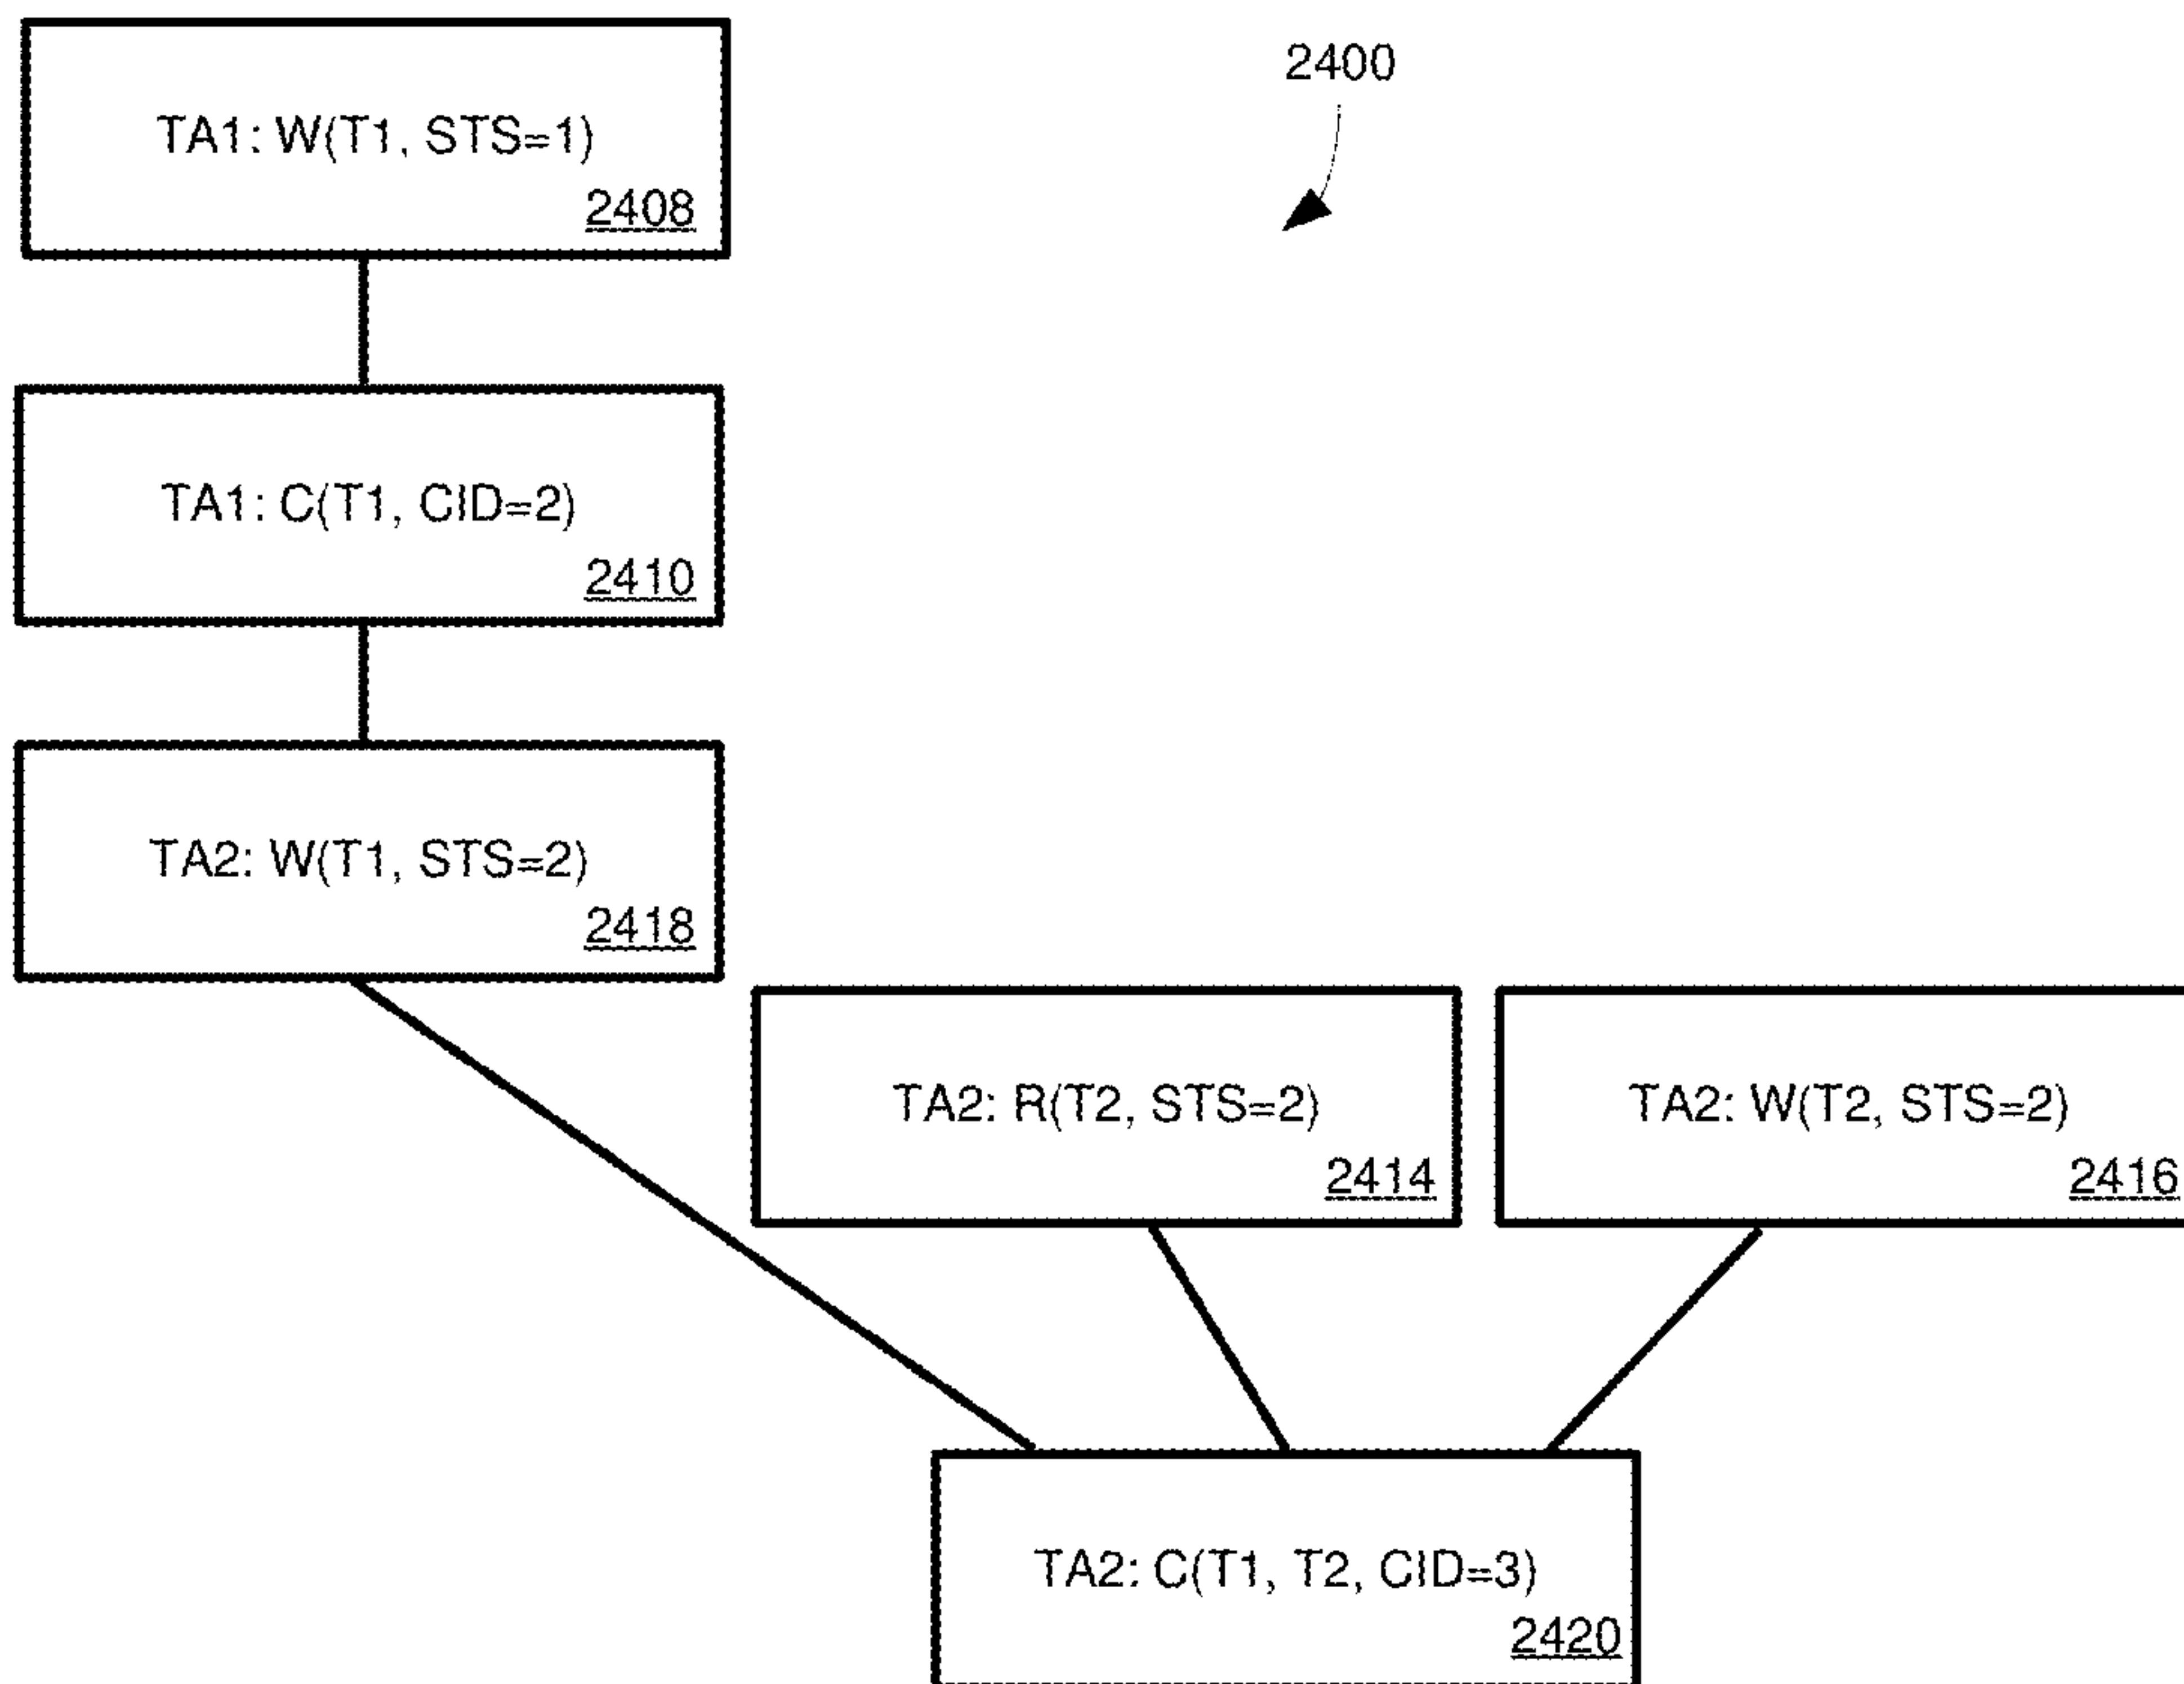 2400
TA1: W(T1, STS=1)
2408
TA1: C(T1, CID=2)
2410
TA2: W(T1, STS=2)
2418
TA2: R(T2, STS=2)
2414
TA2: W(T2, STS=2)
2416
TA2: C(T1, T2, CID=3)
2420